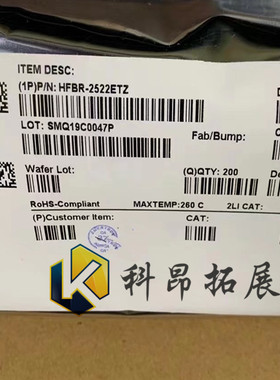 ITEM DESC:
(1P)P/N: HFBR-2522ETZ
LOT: SMQ19C0047P
Fab/Bump:
Wafer Lot:
(Q)QTY: 200
De
RoHS-Compliant
MAXTEMP:260 C
2LI CAT:
(P)Customer Item:
CAT:
K
科昂拓展